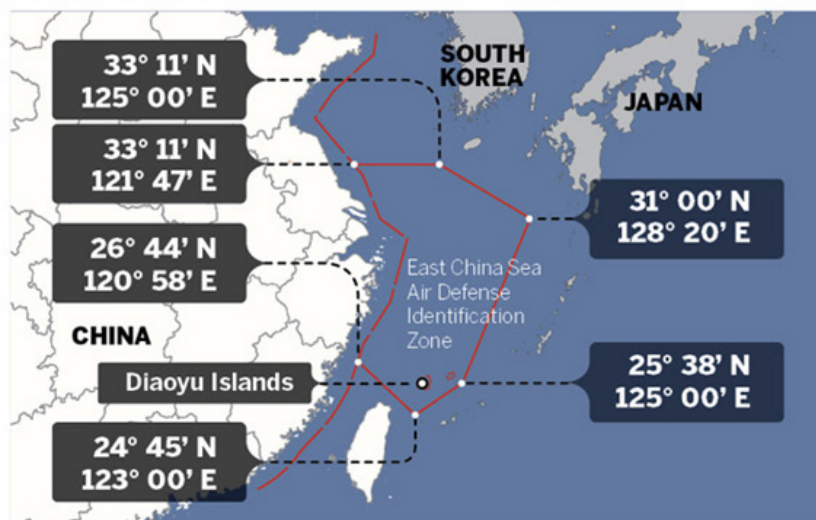 33° 11’ N
125° 00’ E
SOUTH
KOREA
JAPAN
33° 11’ N
121° 47’ E
31° 00’ N
128° 20’ E
26° 44’ N
120° 58’ E
East China Sea
Air Defense
Identification
Zone
CHINA
Diaoyu Islands
25° 38’ N
125° 00’ E
24° 45’ N
123° 00’ E